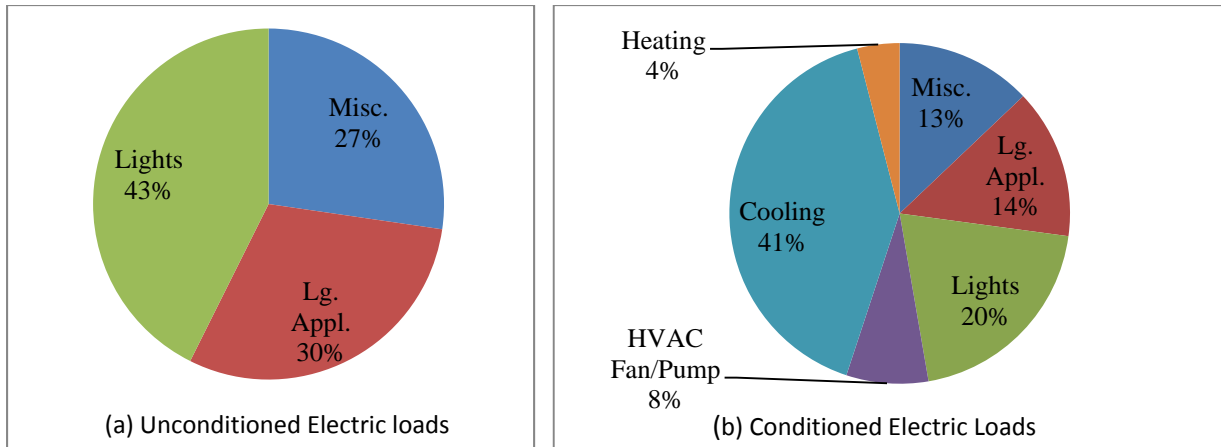 Misc.
27%
Lights
43%
Lg.
Appl.
30%
(a) Unconditioned Electric loads
Heating
4%
Misc.
13%
Lg.
Appl.
14%
Cooling
41%
Lights
20%
HVAC
Fan/Pump
8%
(b) Conditioned Electric Loads